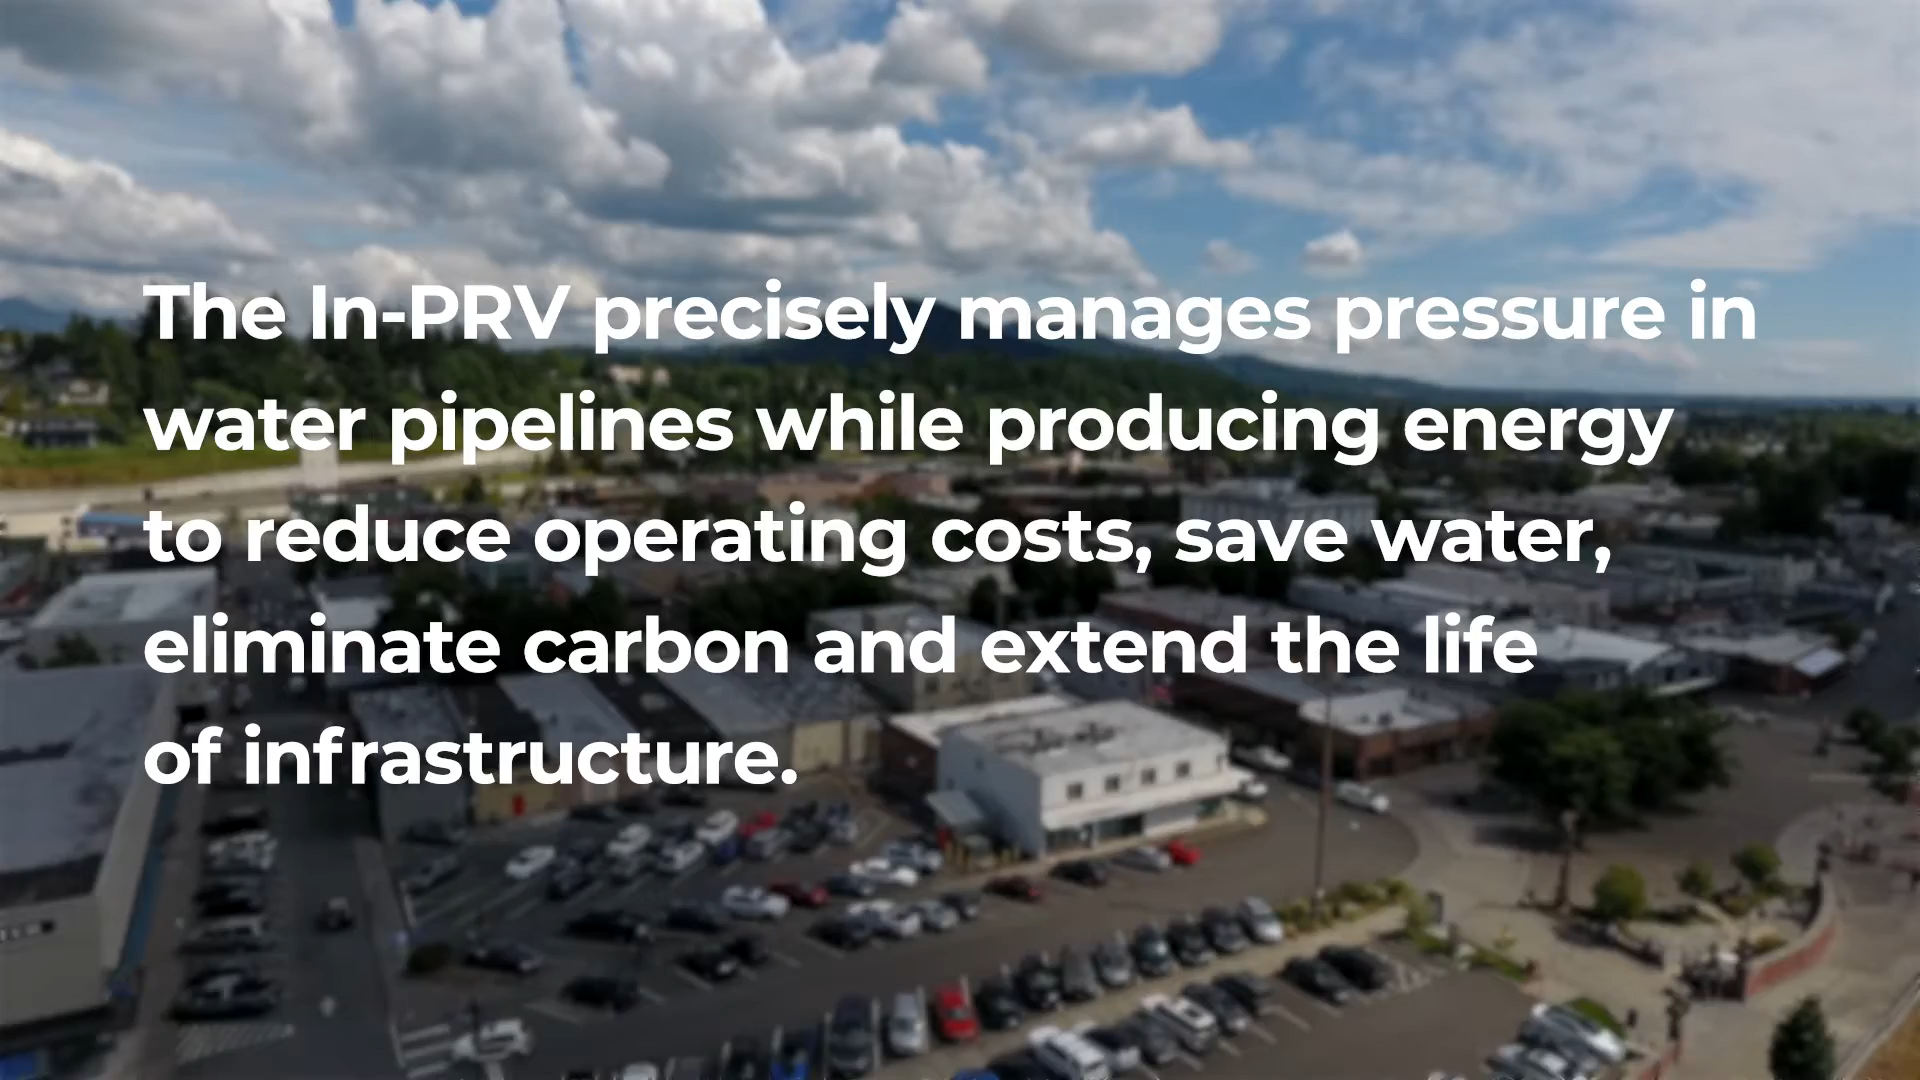 The In-PRV precisely manages pressure in
water pipelines while producing energy
to reduce operating costs, save water,
eliminate carbon and extend the life
of infrastructure.